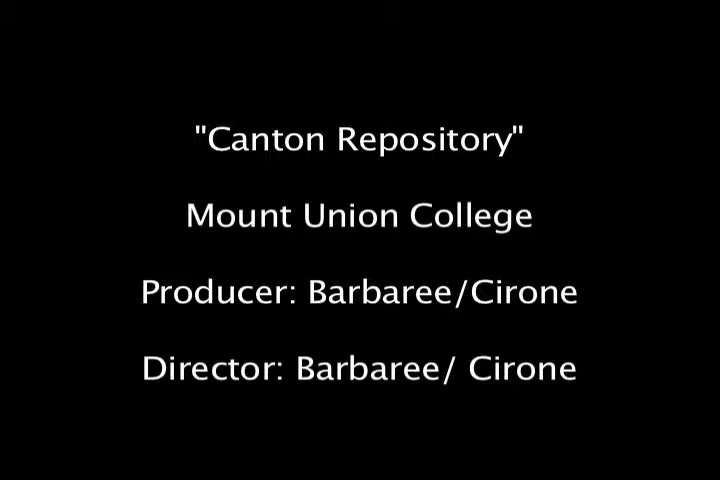 "Canton Repository"
Mount Union College
Producer: Barbaree/Cirone
Director: Barbaree/ Cirone